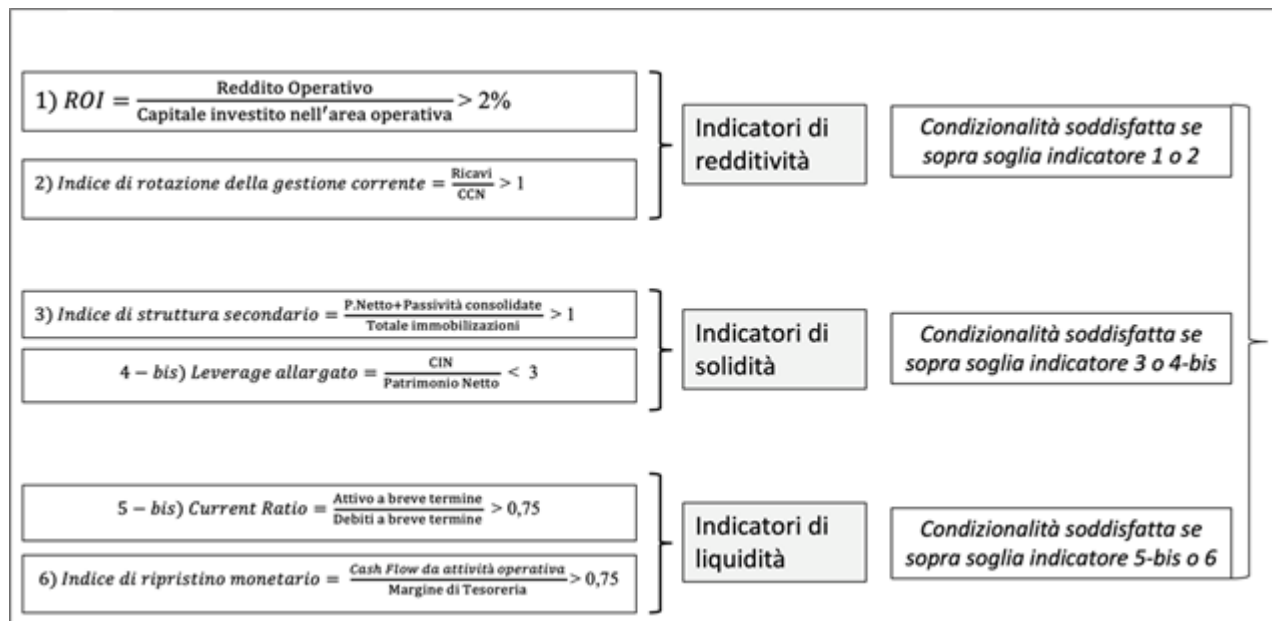 1) ROI = Reddito Operativo / Capitale investito nell'area operativa > 2%
2) Indice di rotazione della gestione corrente = Ricavi / CCN > 1
Indicatori di
redditività
Condizionalità soddisfatta se
sopra soglia indicatore 1 o 2
3) Indice di struttura secondario = P.Netto+Passività consolidate / Totale immobilizazioni > 1
4 − bis) Leverage allargato = CIN / Patrimonio Netto < 3
Indicatori di
solidità
Condizionalità soddisfatta se
sopra soglia indicatore 3 o 4-bis
5 − bis) Current Ratio = Attivo a breve termine / Debiti a breve termine > 0,75
6) Indice di ripristino monetario = Cash Flow da attività operativa / Margine di Tesoreria > 0,75
Indicatori di
liquidità
Condizionalità soddisfatta se
sopra soglia indicatore 5-bis o 6